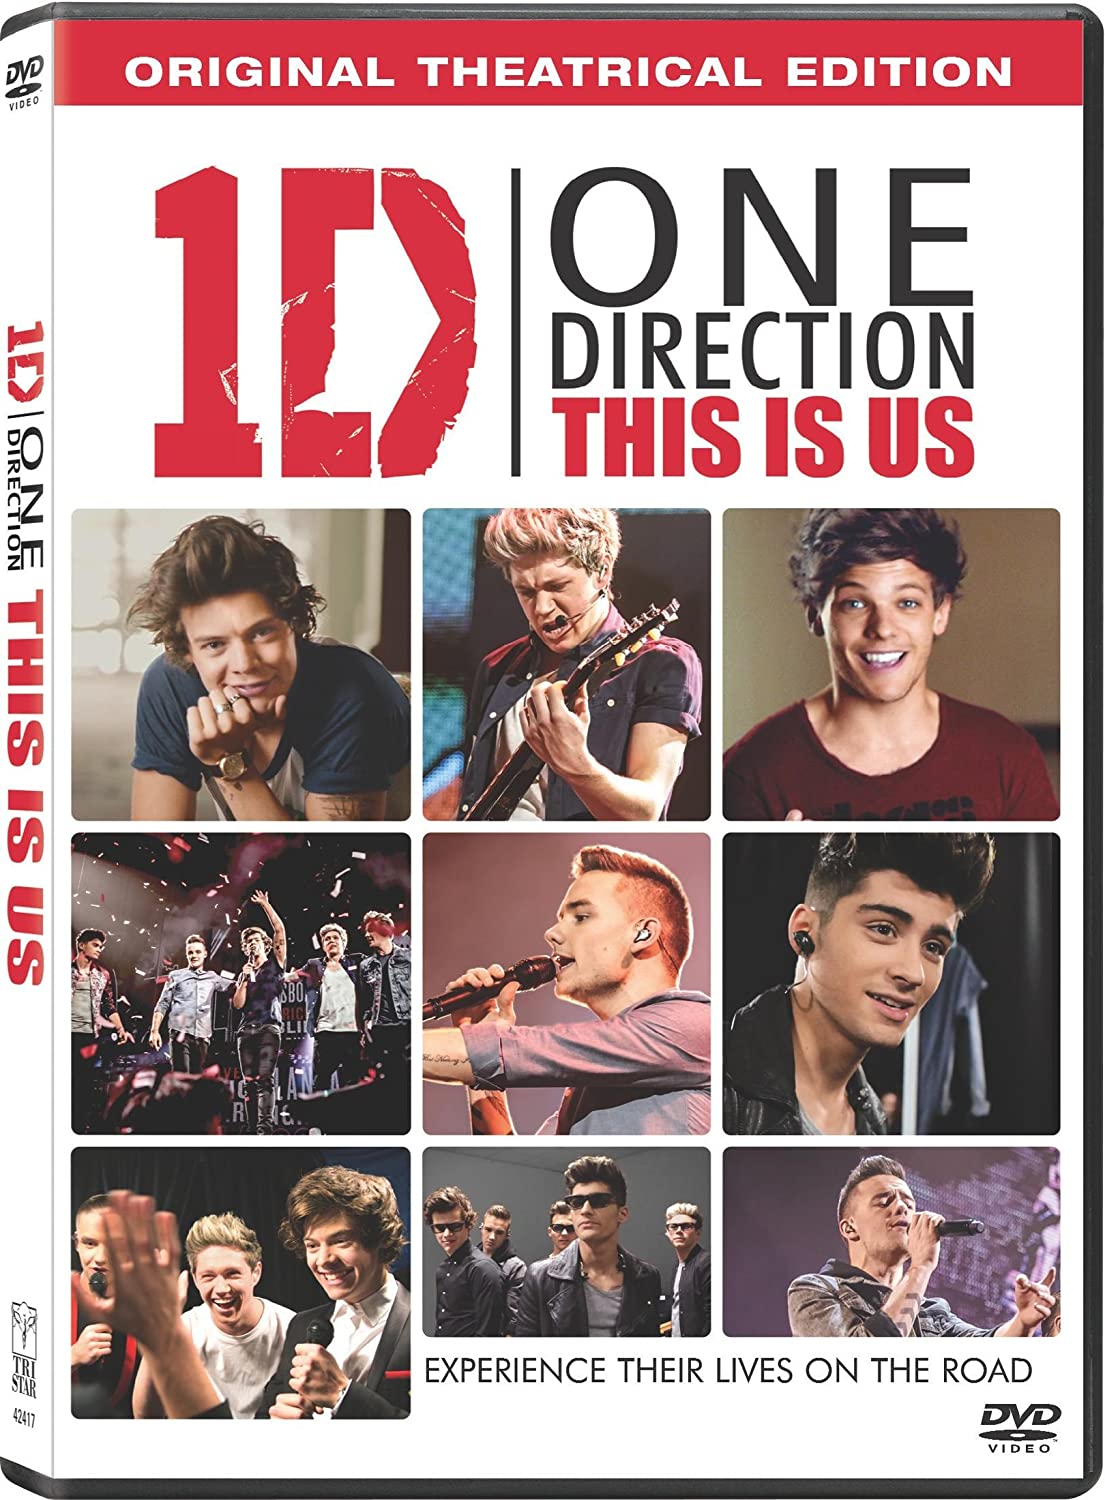 DVD
VIDEO
1D
ONE
DIRECTION
THIS IS US
TRI
STAR
42417
ORIGINAL THEATRICAL EDITION
1D
ONE
DIRECTION
THIS IS US
EXPERIENCE THEIR LIVES ON THE ROAD
DVD
VIDEO